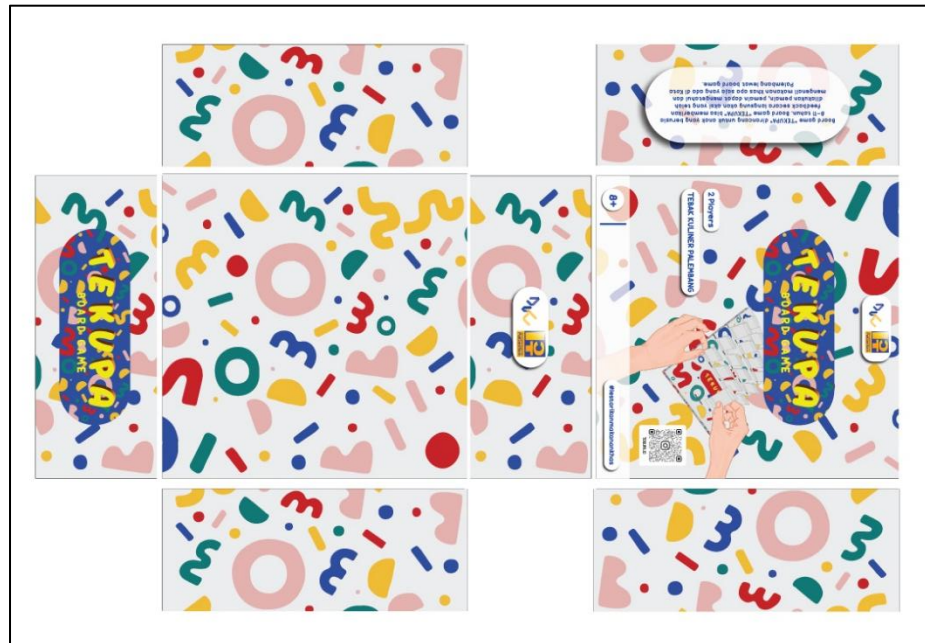 Board game "TEKUPA" dirancang untuk anak yang berusia
8-11 tahun. Board game "TEKUPA" bisa memberikan
feedback secara langsung akan aksi yang telah
dilakukan pemain, pemain dapat mengetahui dan
mengenali makanan khas apa saja yang ada di Kota
Palembang lewat board game.
TEKUPA
BOARD GAME
8+
2 Players
TEBAK KULINER PALEMBANG
TEKUPA
BOARD GAME